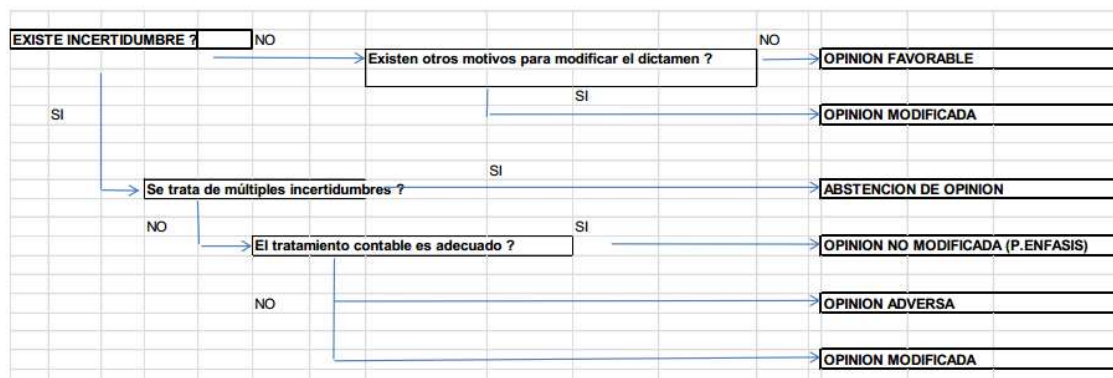 EXISTE INCERTIDUMBRE ? NO
NO
Existen otros motivos para modificar el dictamen ? OPINION FAVORABLE
SI
SI OPINION MODIFICADA
SI
Se trata de múltiples incertidumbres ? ABSTENCION DE OPINION
NO SI
El tratamiento contable es adecuado ? OPINION NO MODIFICADA (P.ENFASIS)
NO OPINION ADVERSA
OPINION MODIFICADA